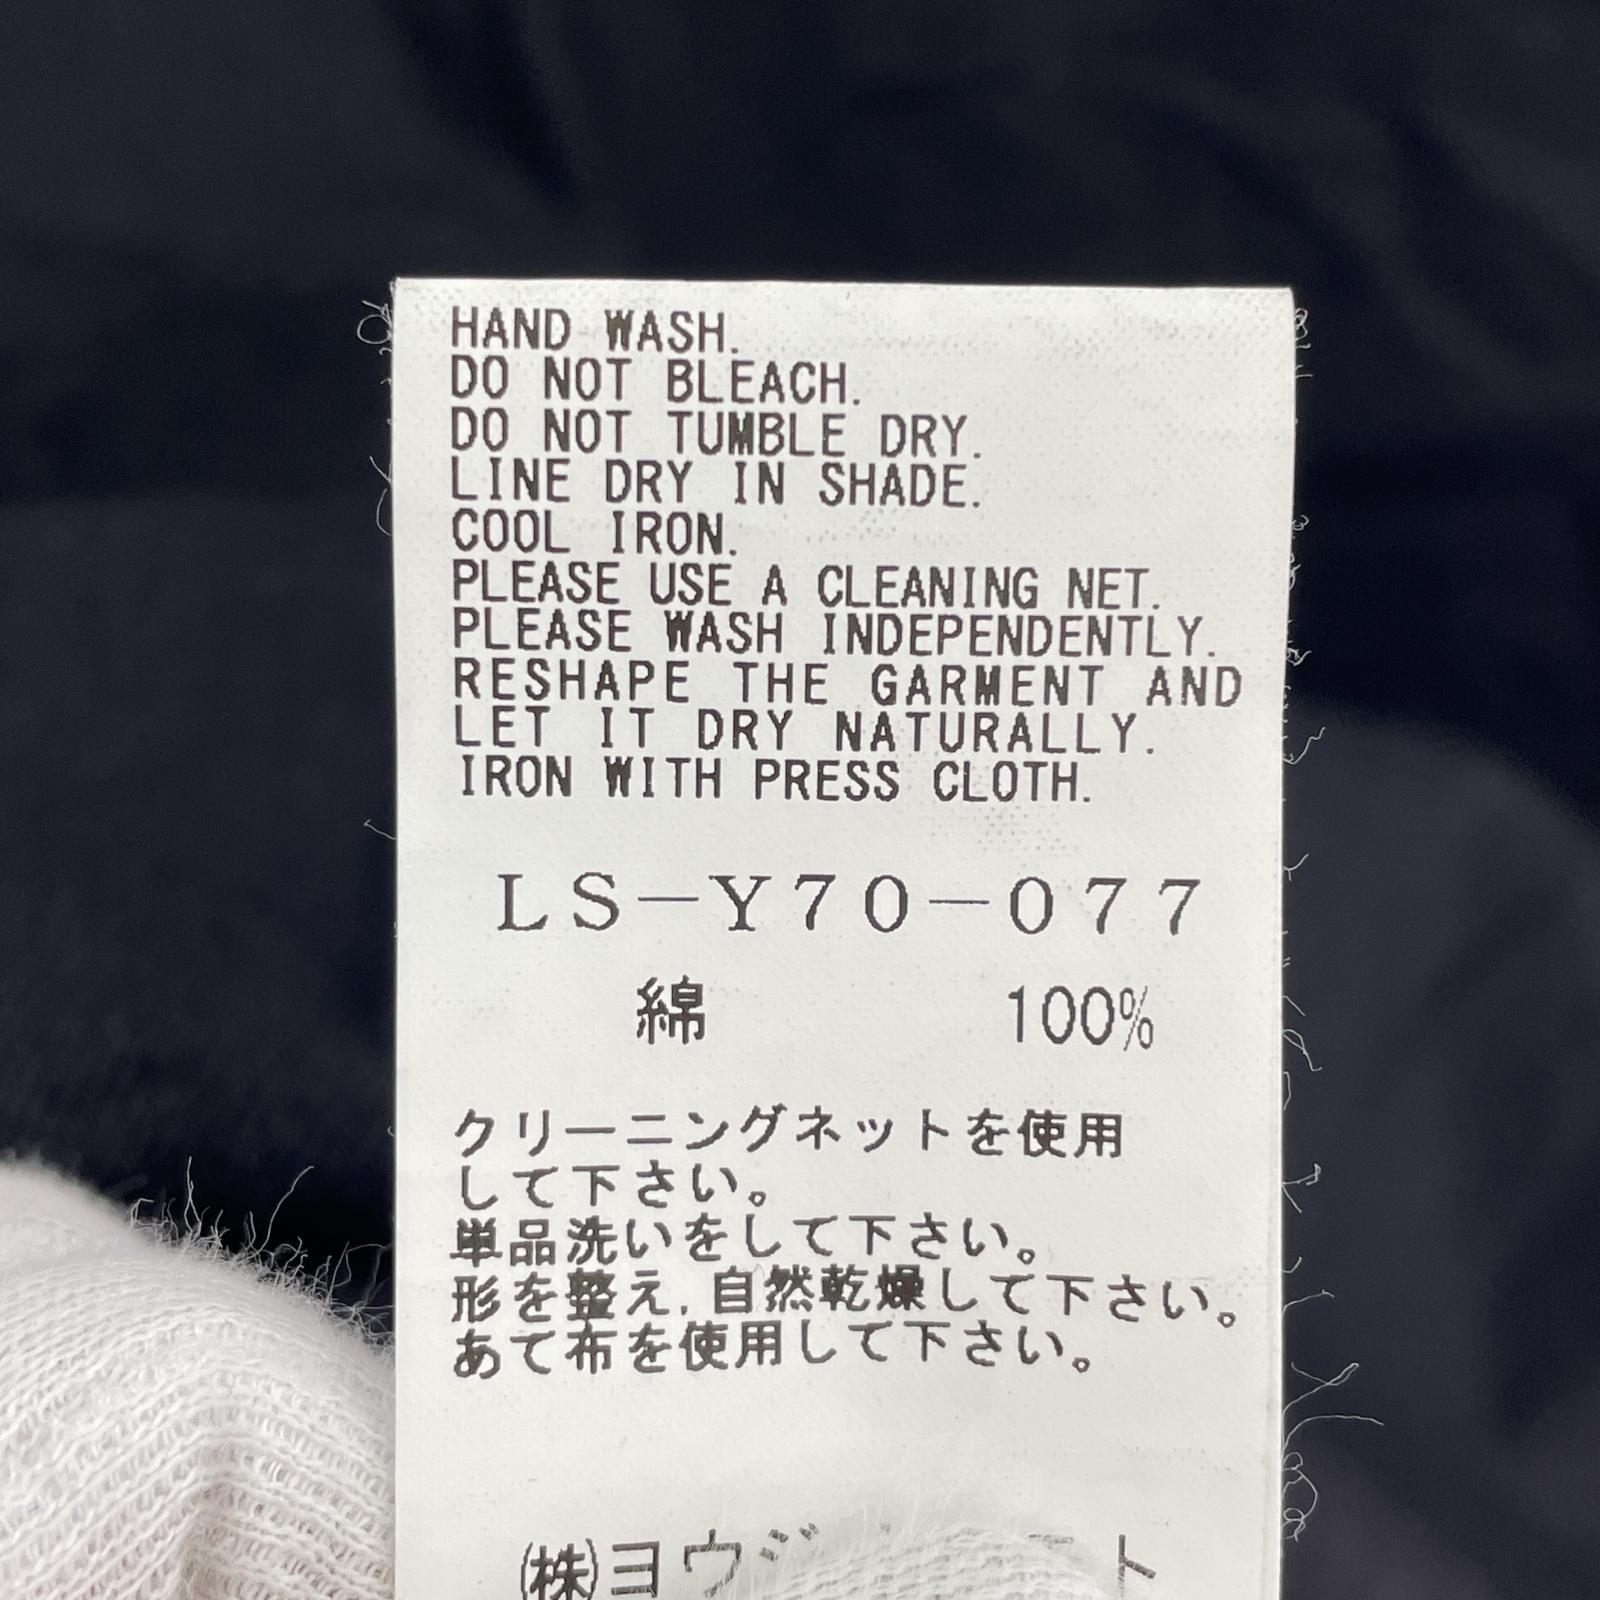 HAND WASH.
DO NOT BLEACH.
DO NOT TUMBLE DRY.
LINE DRY IN SHADE.
COOL IRON.
PLEASE USE A CLEANING NET.
PLEASE WASH INDEPENDENTLY.
RESHAPE THE GARMENT AND
LET IT DRY NATURALLY.
IRON WITH PRESS CLOTH.
LS-Y70-077
綿 100%
クリーニングネットを使用
して下さい。
単品洗いをして下さい。
形を整え,自然乾燥して下さい。
あて布を使用して下さい。
(株)ヨウジ